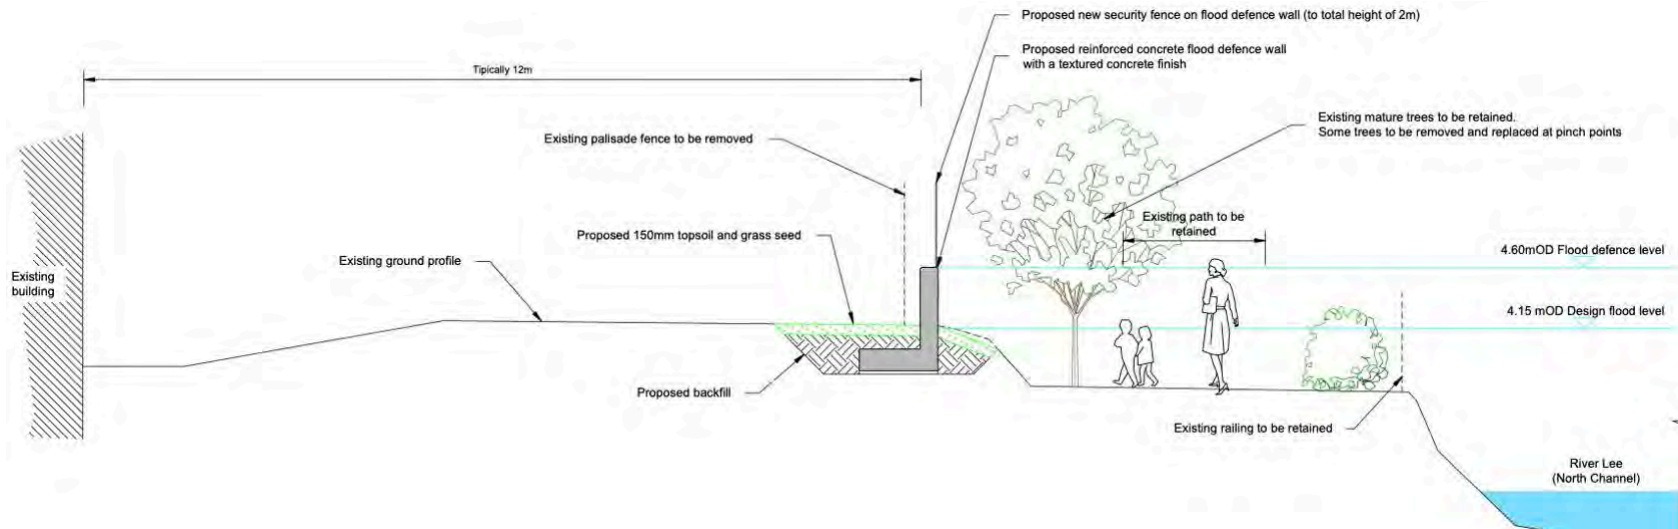 Proposed new security fence on flood defence wall (to total height of 2m)
Proposed reinforced concrete flood defence wall
with a textured concrete finish
Tipically 12m
Existing mature trees to be retained.
Some trees to be removed and replaced at pinch points
Existing palisade fence to be removed
Existing path to be
retained
Proposed 150mm topsoil and grass seed
4.60mOD Flood defence level
Existing ground profile
Existing
building
4.15 mOD Design flood level
Proposed backfill
Existing railing to be retained
River Lee
(North Channel)